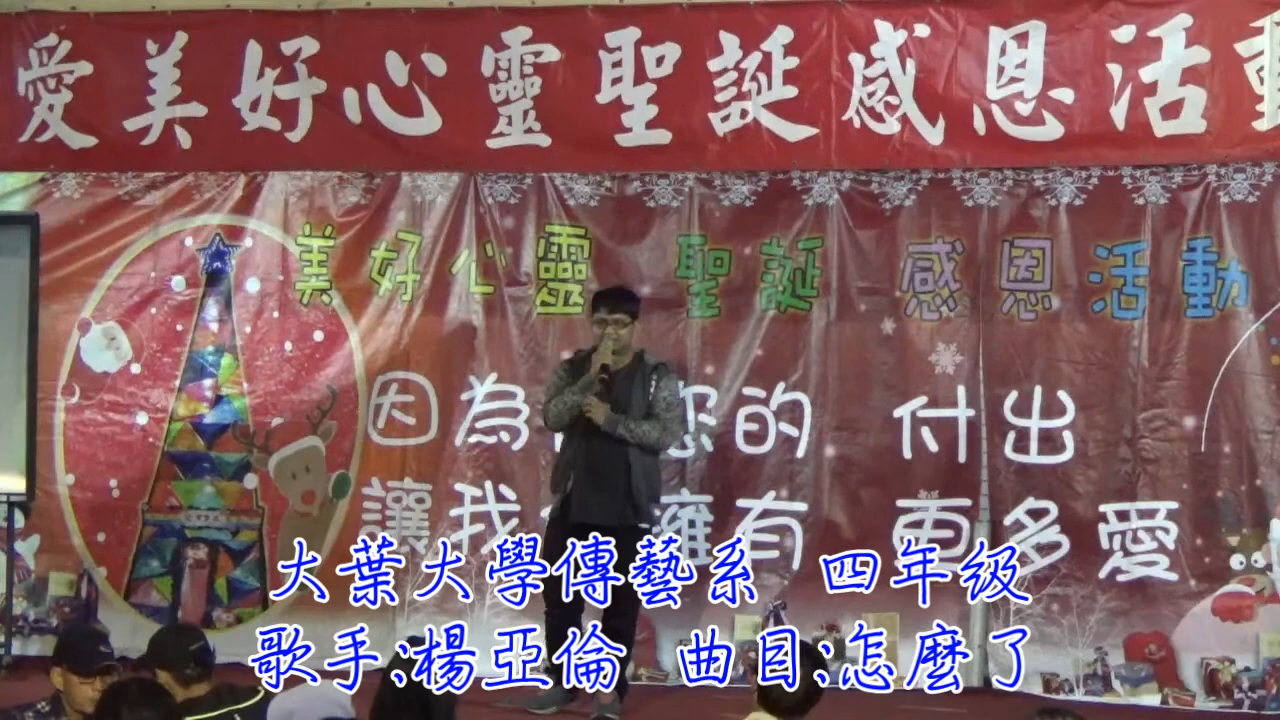 愛美好心靈聖誕感恩活動
美好心靈 聖誕 感恩活動
因為 您的 付出
讓我 擁有 更多愛
大葉大學傳藝系 四年級
歌手:楊亞倫 曲目:怎麼了